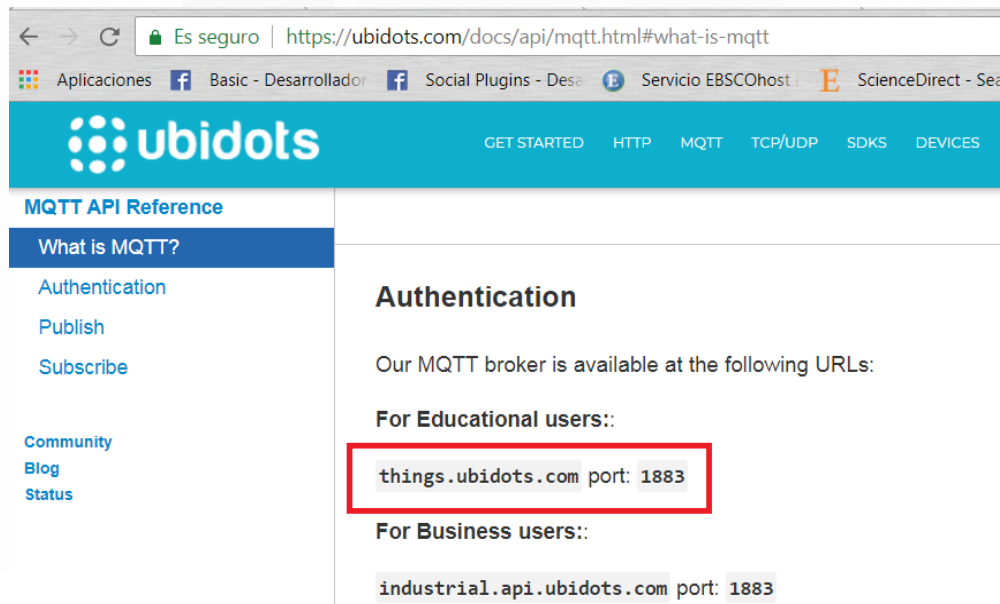 Es seguro | https://ubidots.com/docs/api/mqtt.html#what-is-mqtt
Aplicaciones Basic - Desarrollador Social Plugins - Desa Servicio EBSCOhost ScienceDirect - Sea
ubidots GET STARTED HTTP MQTT TCP/UDP SDKS DEVICES
MQTT API Reference
What is MQTT?
Authentication
Publish
Subscribe
Community
Blog
Status
Authentication
Our MQTT broker is available at the following URLs:
For Educational users::
things.ubidots.com port: 1883
For Business users::
industrial.api.ubidots.com port: 1883